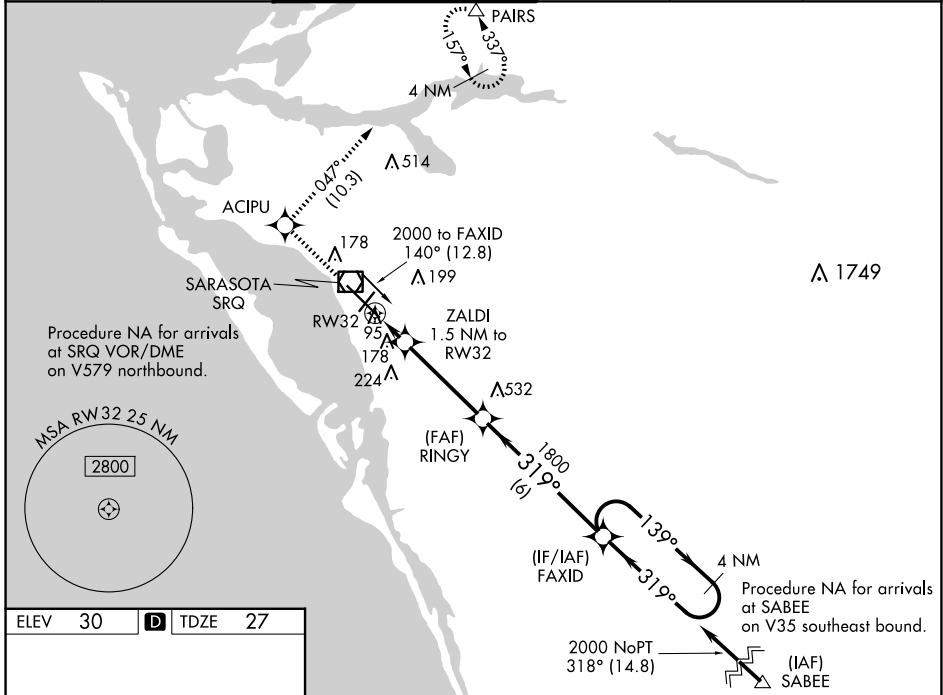 PAIRS
157°
337°
4 NM
514
047°
(10.3)
ACIPU
178
2000 to FAXID
140° (12.8)
199
1749
SARASOTA
SRQ
RW32
95
ZALDI
1.5 NM to
RW32
178
224
Procedure NA for arrivals
at SRQ VOR/DME
on V579 northbound.
532
MSA RW32 25 NM
2800
(FAF)
RINGY
1800
319°
(6)
(IF/IAF)
FAXID
139°
319°
4 NM
Procedure NA for arrivals
at SABEE
on V35 southeast bound.
2000 NoPT
318° (14.8)
(IAF)
SABEE
ELEV 30 D TDZE 27